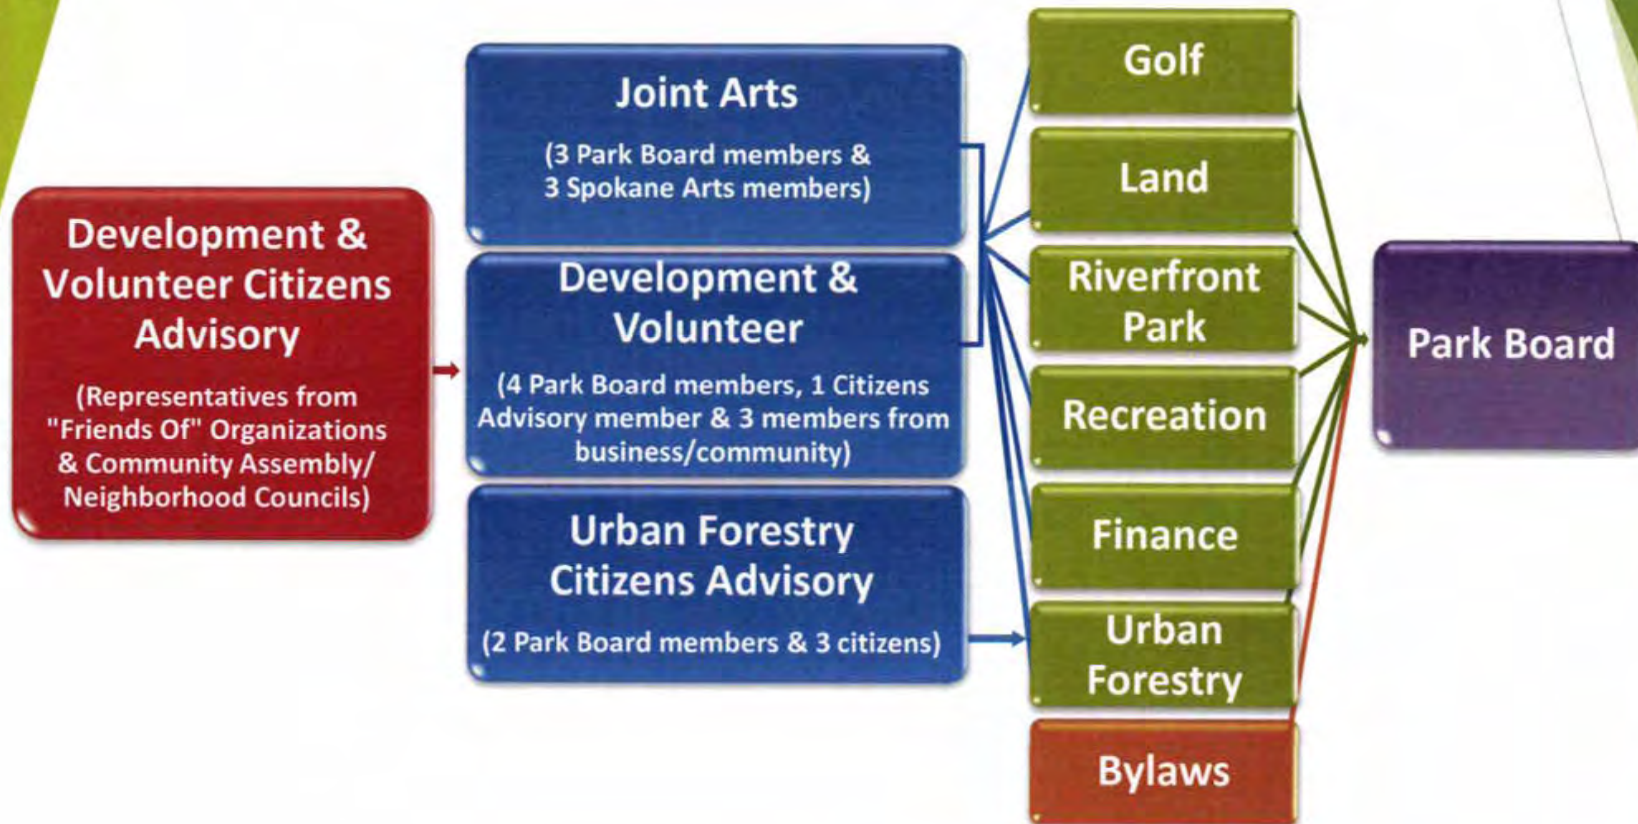 Development &
Volunteer Citizens
Advisory
(Representatives from
"Friends Of" Organizations
& Community Assembly/
Neighborhood Councils)
Joint Arts
(3 Park Board members &
3 Spokane Arts members)
Development &
Volunteer
(4 Park Board members, 1 Citizens
Advisory member & 3 members from
business/community)
Urban Forestry
Citizens Advisory
(2 Park Board members & 3 citizens)
Golf
Land
Riverfront
Park
Recreation
Finance
Urban
Forestry
Bylaws
Park Board